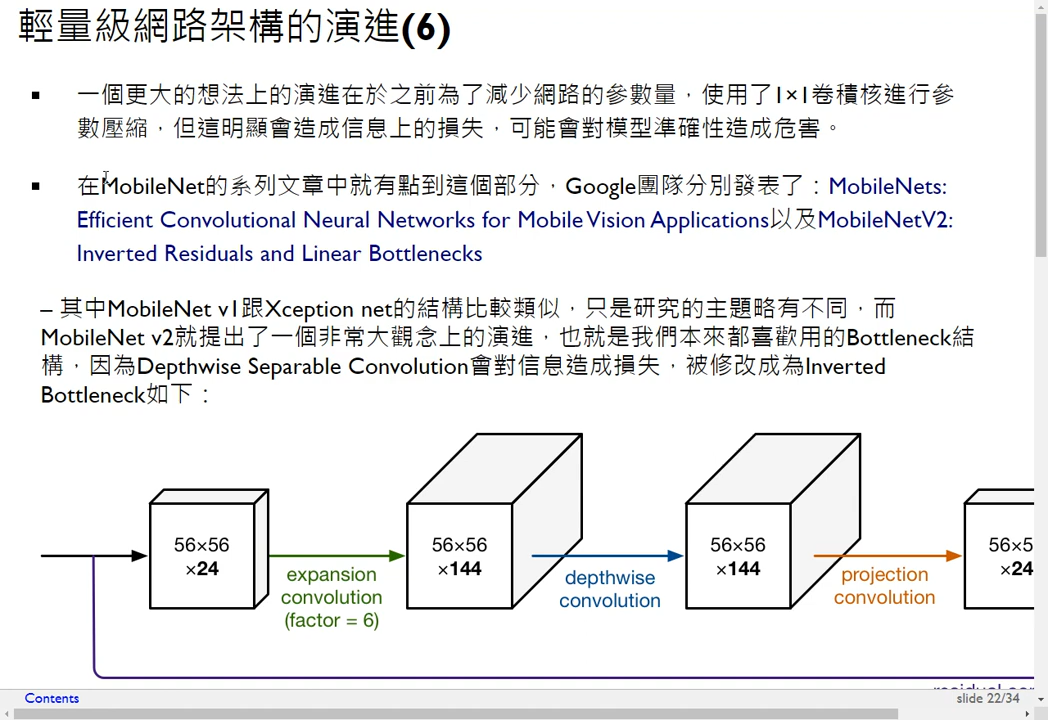 輕量級網路架構的演進(6)
一個更大的想法上的演進在於之前為了減少網路的參數量，使用了1×1卷積核進行參
數壓縮，但這明顯會造成信息上的損失，可能會對模型準確性造成危害。
在MobileNet的系列文章中就有點到這個部分，Google團隊分別發表了：MobileNets:
Efficient Convolutional Neural Networks for Mobile Vision Applications以及MobileNetV2:
Inverted Residuals and Linear Bottlenecks
– 其中MobileNet v1跟Xception net的結構比較類似，只是研究的主題略有不同，而
MobileNet v2就提出了一個非常大觀念上的演進，也就是我們本來都喜歡用的Bottleneck結
構，因為Depthwise Separable Convolution會對信息造成損失，被修改成為Inverted
Bottleneck如下：
56×56
×24
expansion
convolution
(factor = 6)
56×56
×144
depthwise
convolution
56×56
×144
projection
convolution
56×5
×24
Contents
slide 22/34